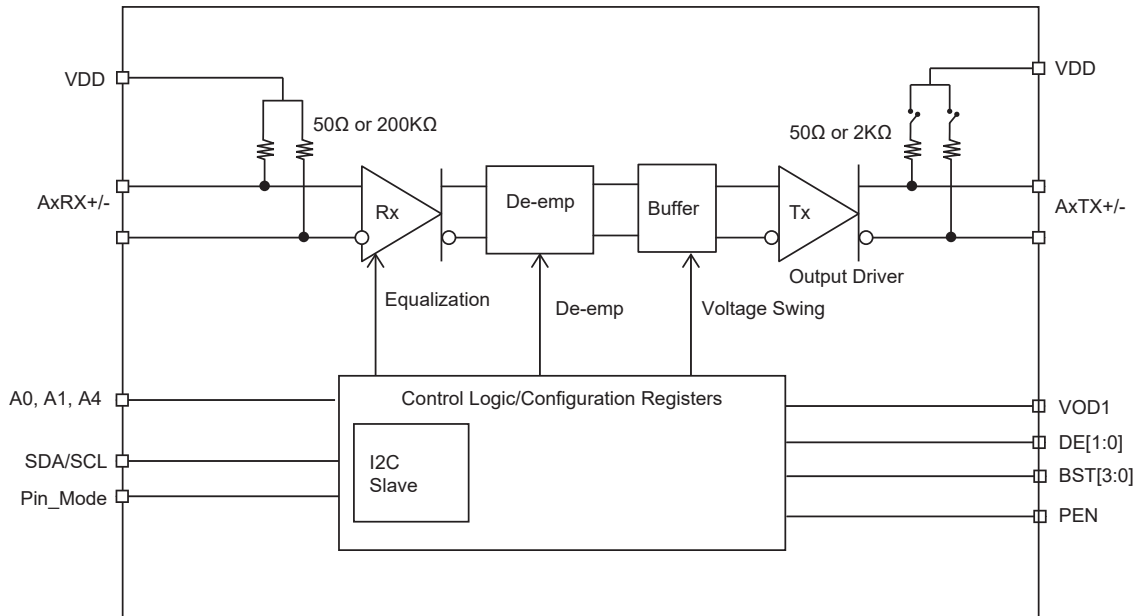 VDD
VDD
50Ω or 200KΩ
50Ω or 2KΩ
AxRX+/-
Rx
De-emp
Buffer
Tx
AxTX+/-
Output Driver
Equalization
De-emp
Voltage Swing
A0, A1, A4
Control Logic/Configuration Registers
VOD1
DE[1:0]
SDA/SCL
I2C
Slave
BST[3:0]
Pin_Mode
PEN